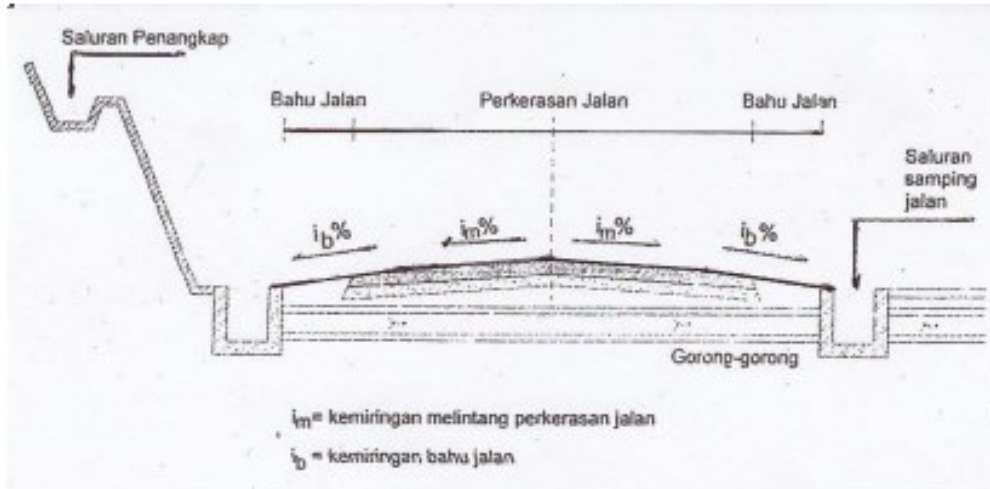 Saluran Penangkap
Bahu Jalan
Perkerasan Jalan
Bahu Jalan
Saluran
samping
jalan
ib%
im%
im%
ib%
Gorong-gorong
im= kemiringan melintang perkerasan jalan
ib = kemiringan bahu jalan